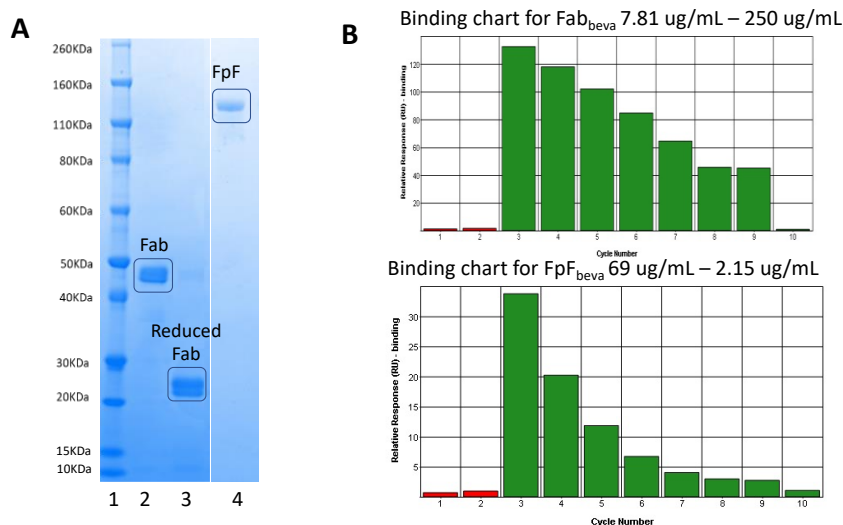 A
260KDa
160KDa
110KDa
80KDa
60KDa
50KDa
40KDa
30KDa
20KDa
15KDa
10KDa
FpF
Fab
Reduced
Fab
1 2 3 4
B
Binding chart for Fabbeva 7.81 ug/mL – 250 ug/mL
Relative Response (RU) - binding
120
100
80
60
40
20
1 2 3 4 5 6 7 8 9 10
Cycle Number
Binding chart for FpFbeva 69 ug/mL – 2.15 ug/mL
Relative Response (RU) - binding
30
25
20
15
10
5
1 2 3 4 5 6 7 8 9 10
Cycle Number